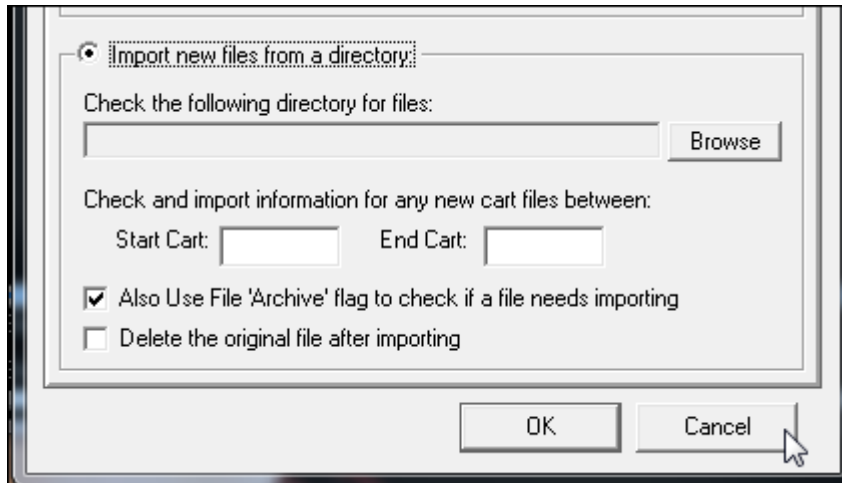 Import new files from a directory:
Check the following directory for files:
Browse
Check and import information for any new cart files between:
Start Cart: End Cart:
Also Use File 'Archive' flag to check if a file needs importing
Delete the original file after importing
OK Cancel